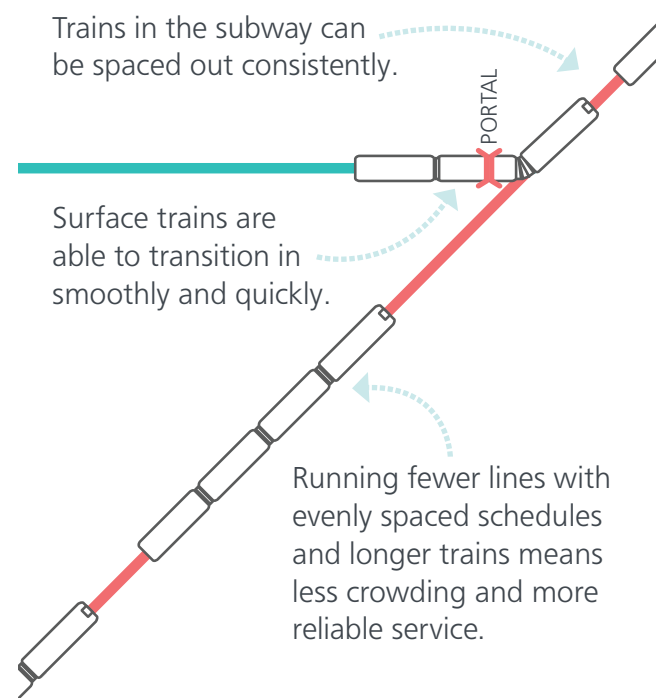 Trains in the subway can
be spaced out consistently.
PORTAL
Surface trains are
able to transition in
smoothly and quickly.
Running fewer lines with
evenly spaced schedules
and longer trains means
less crowding and more
reliable service.